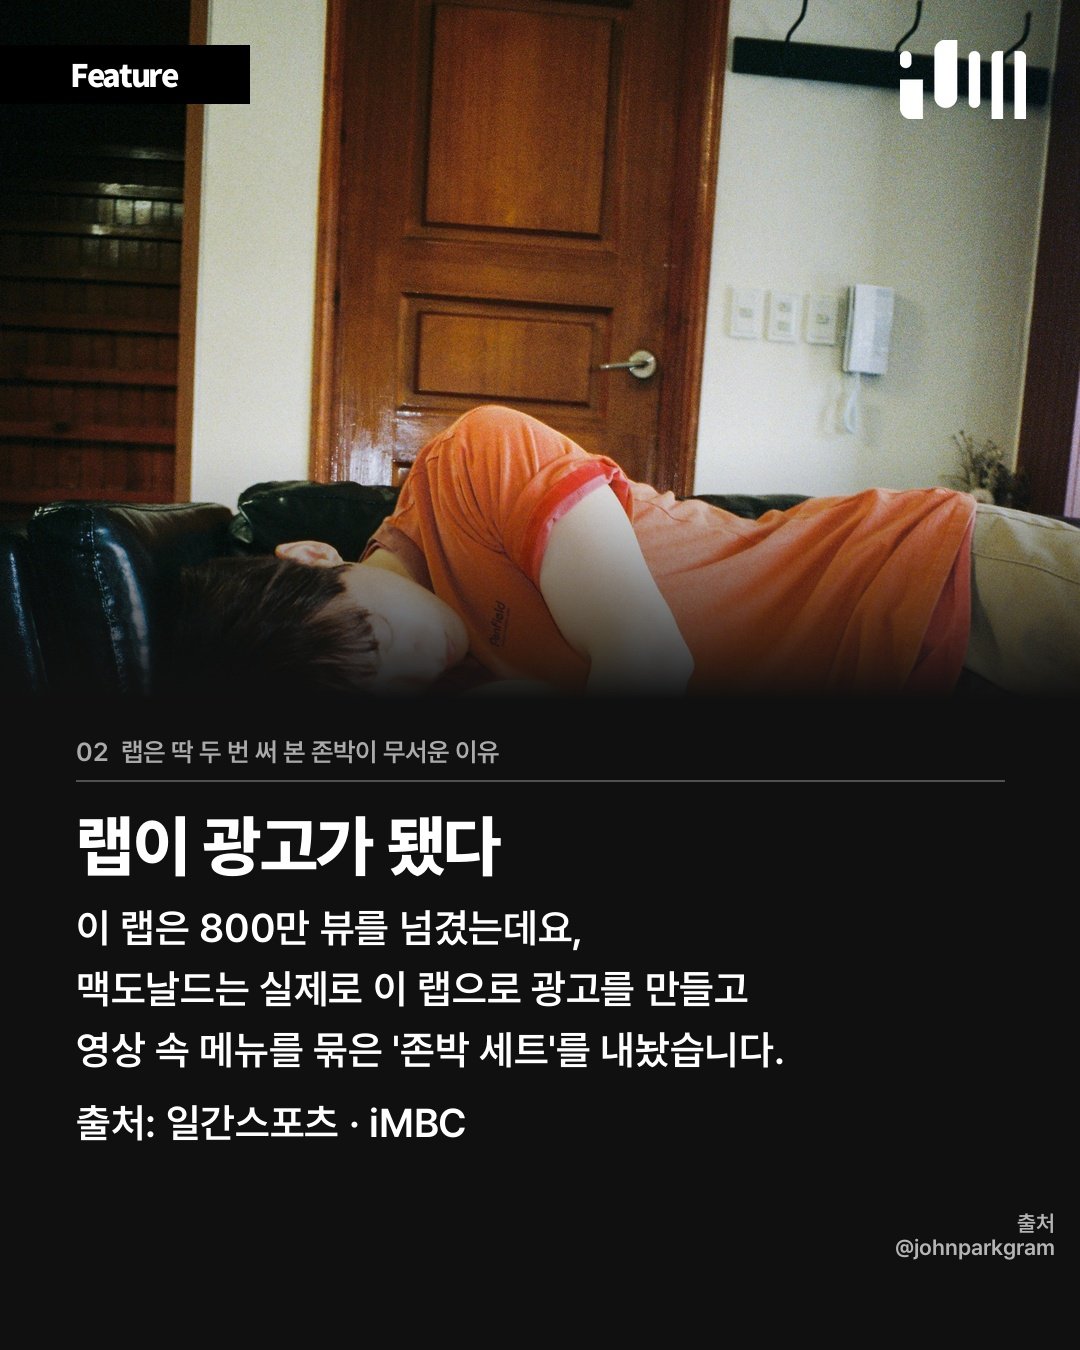 Feature
02 랩은 딱 두 번 써 본 존박이 무서운 이유
랩이 광고가 됐다
이 랩은 800만 뷰를 넘겼는데요,
맥도날드는 실제로 이 랩으로 광고를 만들고
영상 속 메뉴를 묶은 '존박 세트'를 내놨습니다.
출처: 일간스포츠 · iMBC
출처
@johnparkgram
Penfield